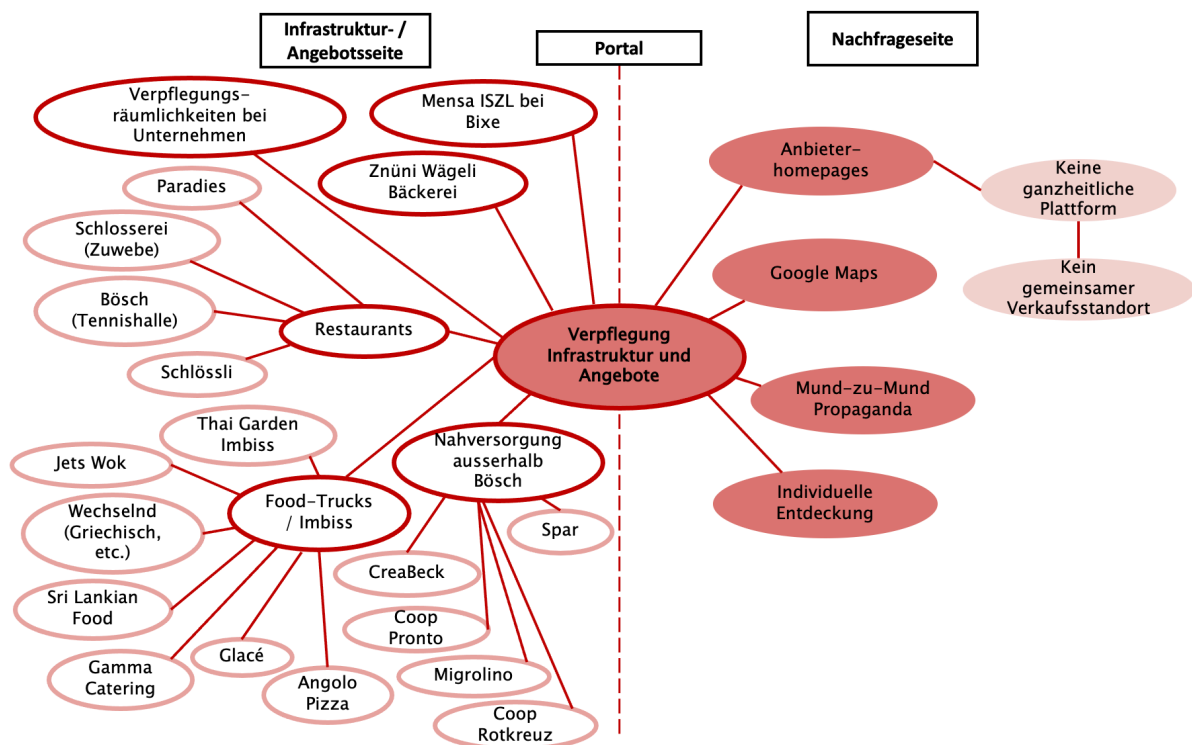 Infrastruktur- /
Angebotsseite
Portal
Nachfrageseite
Verpflegungs-
räumlichkeiten bei
Unternehmen
Mensa ISZL bei
Bixe
Znüni Wägeli
Bäckerei
Paradies
Schlosserei
(Zuwebe)
Bösch
(Tennishalle)
Schlössli
Restaurants
Verpflegung
Infrastruktur und
Angebote
Anbieter-
homepages
Keine
ganzheitliche
Plattform
Kein
gemeinsamer
Verkaufsstandort
Google Maps
Mund-zu-Mund
Propaganda
Individuelle
Entdeckung
Thai Garden
Imbiss
Jets Wok
Wechselnd
(Griechisch,
etc.)
Sri Lankian
Food
Gamma
Catering
Glacé
Angolo
Pizza
Food-Trucks
/ Imbiss
Nahversorgung
ausserhalb
Bösch
Spar
CreaBeck
Coop
Pronto
Migrolino
Coop
Rotkreuz